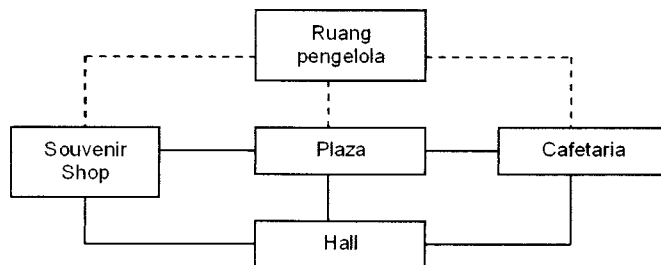 Ruang
pengelola
Souvenir
Shop
Plaza
Cafetaria
Hall